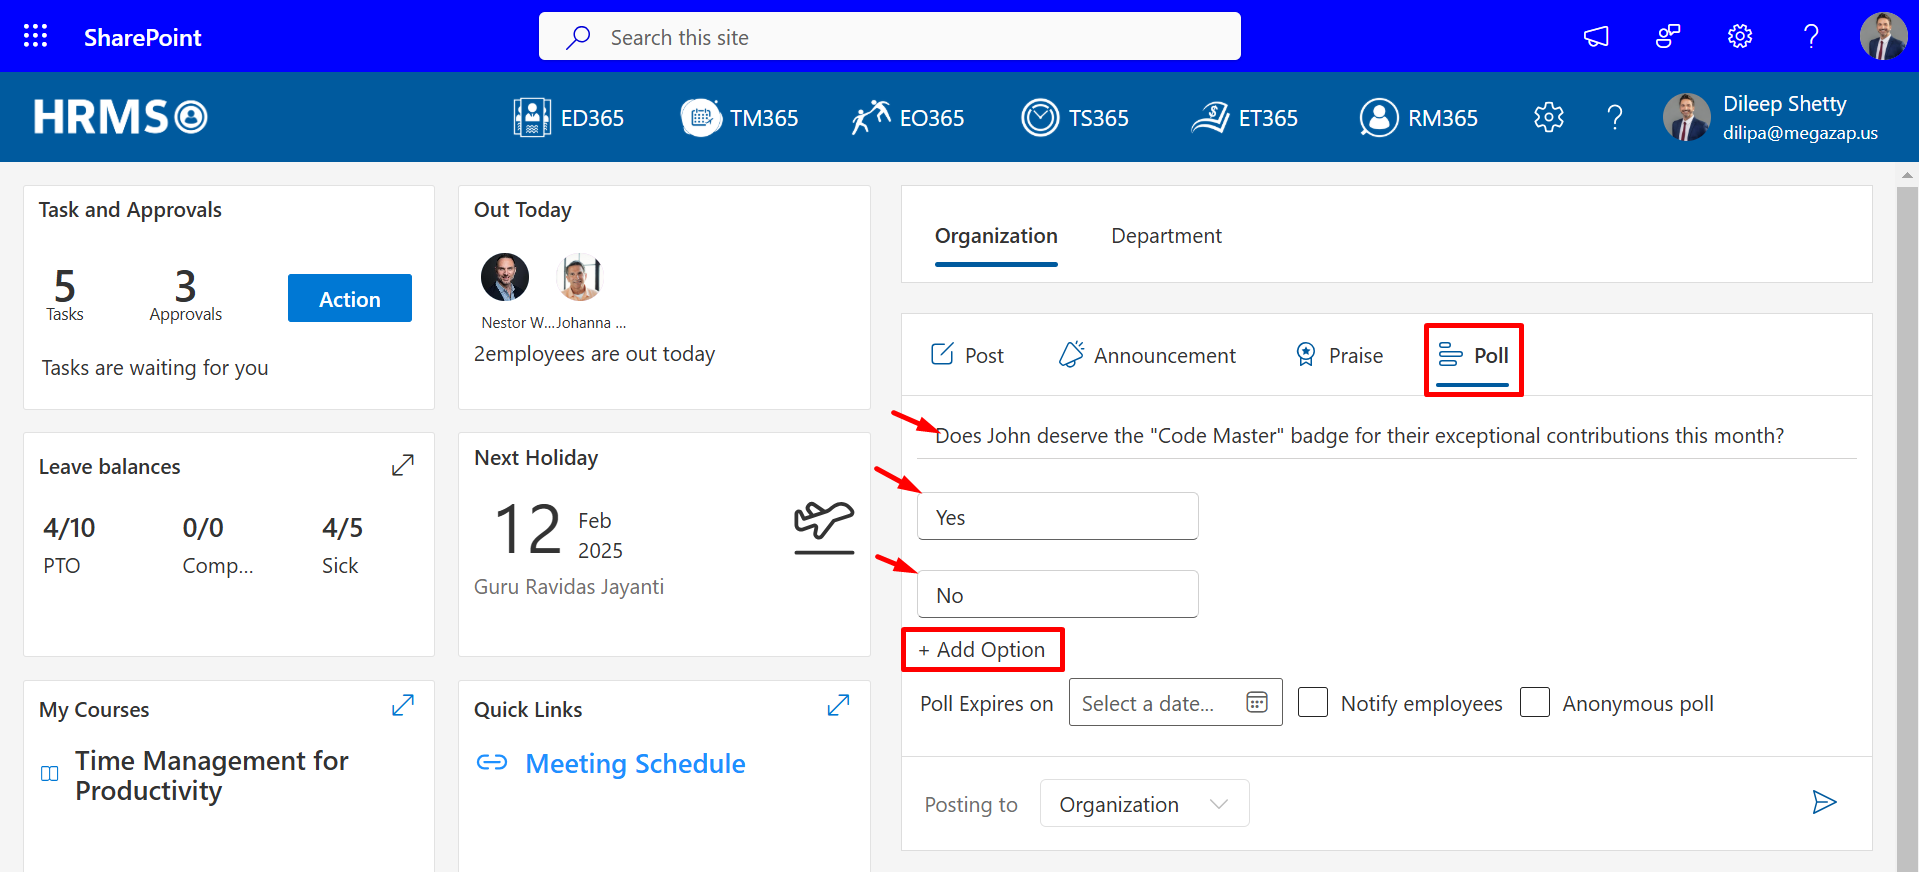 SharePoint
Search this site
HRMS
ED365
TM365
EO365
TS365
ET365
RM365
Dileep Shetty
dilipa@megazap.us
Task and Approvals
5
Tasks
3
Approvals
Action
Tasks are waiting for you
Out Today
Nestor W...
Johanna ...
2employees are out today
Leave balances
4/10
PTO
0/0
Comp...
4/5
Sick
Next Holiday
12
Feb
2025
Guru Ravidas Jayanti
My Courses
Time Management for
Productivity
Quick Links
Meeting Schedule
Organization
Department
Post
Announcement
Praise
Poll
Does John deserve the "Code Master" badge for their exceptional contributions this month?
Yes
No
+ Add Option
Poll Expires on
Select a date...
Notify employees
Anonymous poll
Posting to
Organization